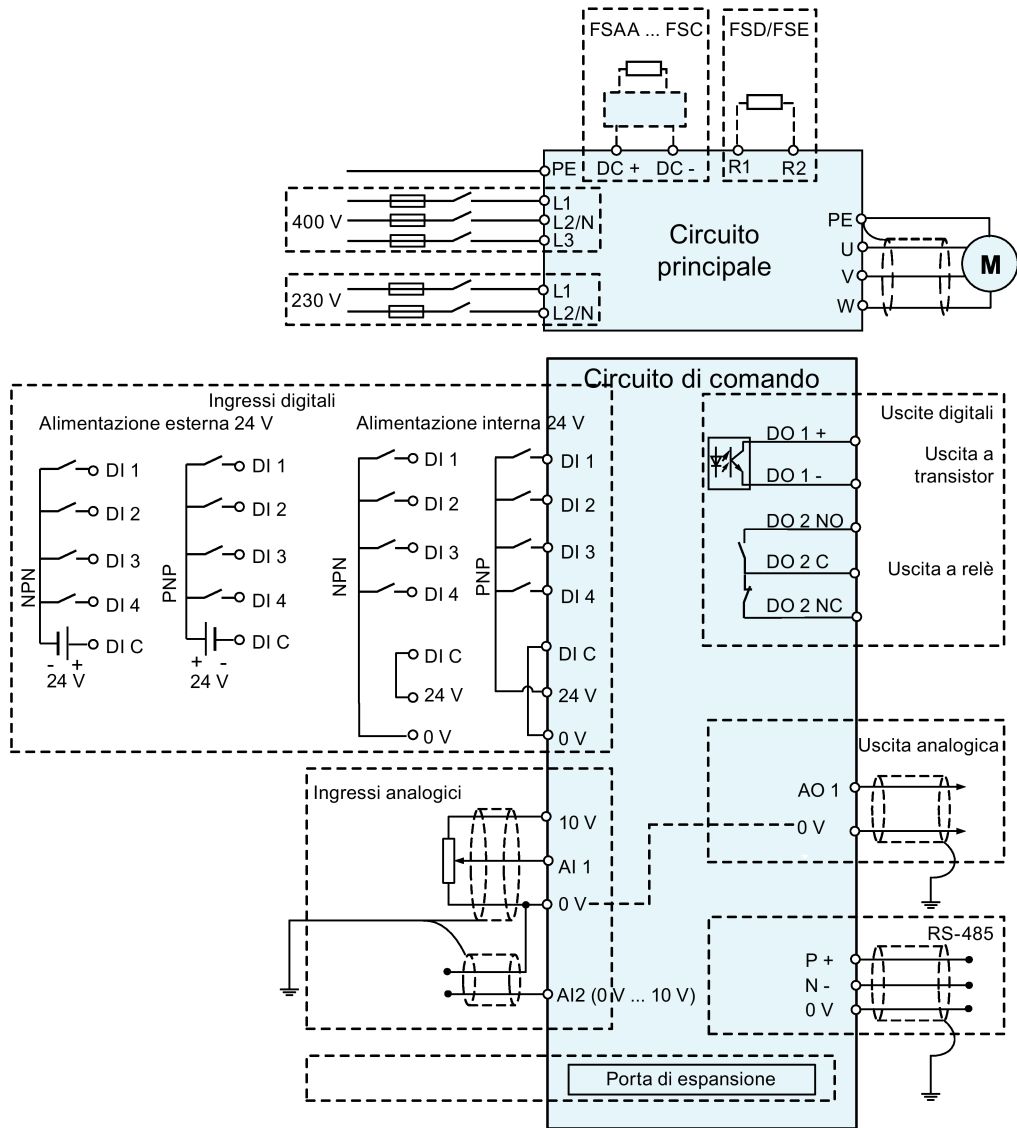 FSAA ... FSC
FSD/FSE
PE
DC +
DC -
R1
R2
400 V
L1
L2/N
L3
230 V
L1
L2/N
Circuito
principale
PE
U
V
W
M
Circuito di comando
Ingressi digitali
Alimentazione esterna 24 V
NPN
DI 1
DI 2
DI 3
DI 4
DI C
- +
24 V
PNP
DI 1
DI 2
DI 3
DI 4
DI C
+ -
24 V
Alimentazione interna 24 V
NPN
DI 1
DI 2
DI 3
DI 4
DI C
24 V
0 V
PNP
DI 1
DI 2
DI 3
DI 4
DI C
24 V
0 V
Uscite digitali
DO 1 +
DO 1 -
Uscita a
transistor
DO 2 NO
DO 2 C
DO 2 NC
Uscita a relè
Uscita analogica
AO 1
0 V
Ingressi analogici
10 V
AI 1
0 V
AI2 (0 V ... 10 V)
RS-485
P +
N -
0 V
Porta di espansione